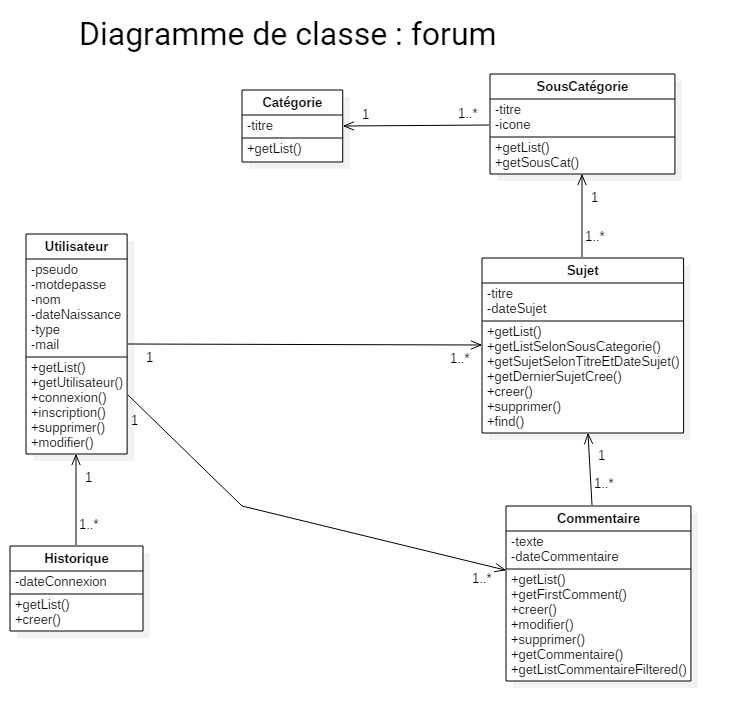 Diagramme de classe : forum
Catégorie
-titre
+getList()
1
1..*
SousCatégorie
-titre
-icone
+getList()
+getSousCat()
1
1..*
Utilisateur
-pseudo
-motdepasse
-nom
-dateNaissance
-type
-mail
+getList()
+getUtilisateur()
+connexion()
+inscription()
+supprimer()
+modifier()
1
1..*
1
Sujet
-titre
-dateSujet
+getList()
+getListSelonSousCategorie()
+getSujetSelonTitreEtDateSujet()
+getDernierSujetCree()
+creer()
+supprimer()
+find()
1
1..*
1
1..*
Historique
-dateConnexion
+getList()
+creer()
1..*
Commentaire
-texte
-dateCommentaire
+getList()
+getFirstComment()
+creer()
+modifier()
+supprimer()
+getCommentaire()
+getListCommentaireFiltered()